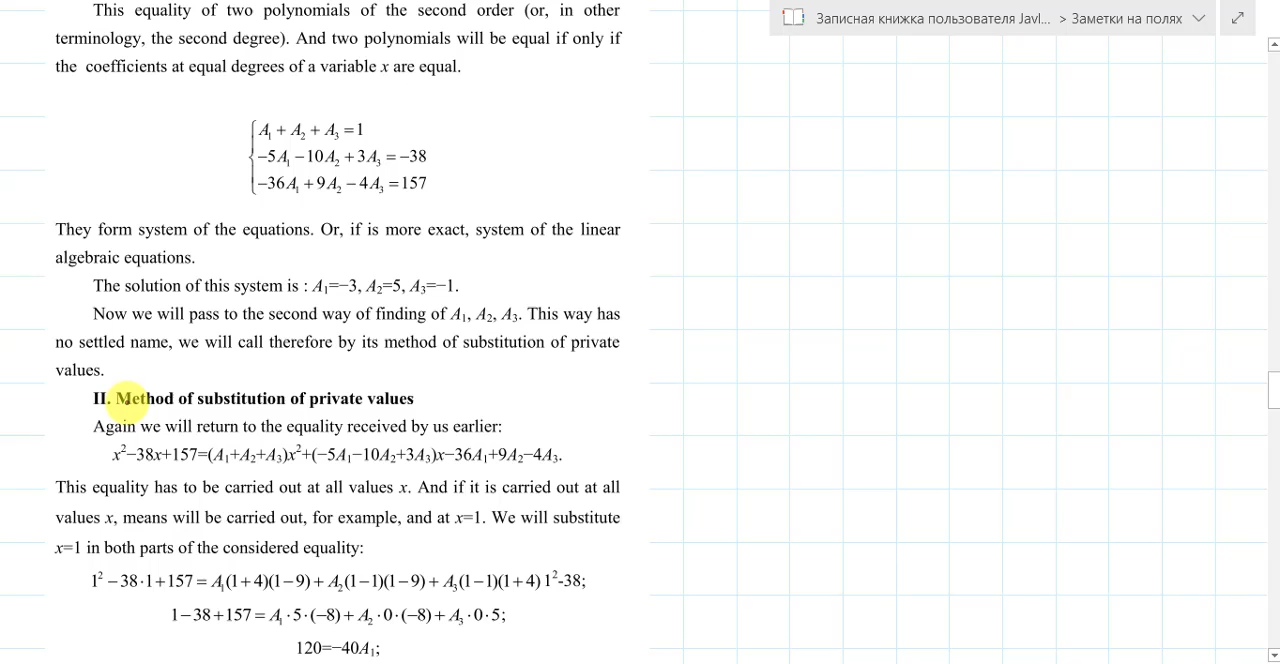 This equality of two polynomials of the second order (or, in other
terminology, the second degree). And two polynomials will be equal if only if
the coefficients at equal degrees of a variable x are equal.
A₁ + A₂ + A₃ = 1
−5A₁ − 10A₂ + 3A₃ = −38
−36A₁ + 9A₂ − 4A₃ = 157
They form system of the equations. Or, if is more exact, system of the linear
algebraic equations.
The solution of this system is : A₁=−3, A₂=5, A₃=−1.
Now we will pass to the second way of finding of A₁, A₂, A₃. This way has
no settled name, we will call therefore by its method of substitution of private
values.
II. Method of substitution of private values
Again we will return to the equality received by us earlier:
x²−38x+157=(A₁+A₂+A₃)x²+(−5A₁−10A₂+3A₃)x−36A₁+9A₂−4A₃.
This equality has to be carried out at all values x. And if it is carried out at all
values x, means will be carried out, for example, and at x=1. We will substitute
x=1 in both parts of the considered equality:
1² − 38·1 + 157 = A₁(1+4)(1−9) + A₂(1−1)(1−9) + A₃(1−1)(1+4) 1²-38;
1 − 38 + 157 = A₁·5·(−8) + A₂·0·(−8) + A₃·0·5;
120=−40A₁;
Записная книжка пользователя Javl... > Заметки на полях